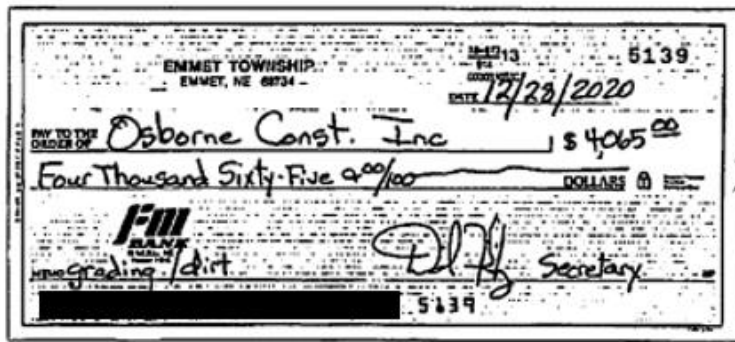 5139
EMMET TOWNSHIP
EMMET, NE 68734
DATE 12/28/2020
PAY TO THE
ORDER OF Osborne Const. Inc $ 4,065 00
Four Thousand Sixty-Five & 00/100 DOLLARS
F&M
BANK
MEMO grading / dirt Secretary
5139